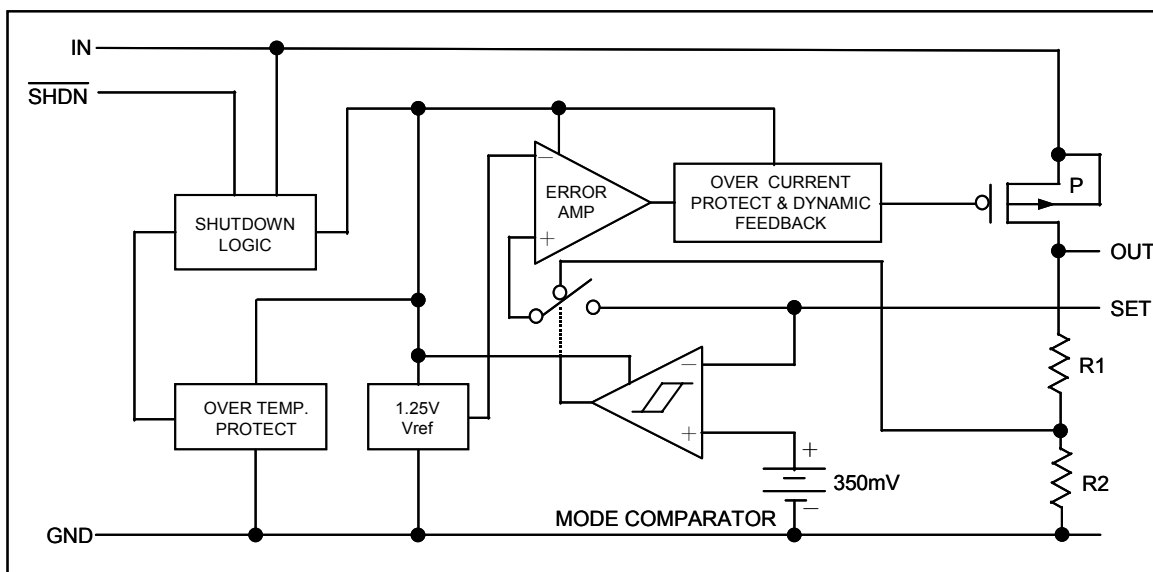 IN
SHDN
SHUTDOWN
LOGIC
−
ERROR
AMP
+
OVER CURRENT
PROTECT & DYNAMIC
FEEDBACK
P
OUT
SET
R1
OVER TEMP.
PROTECT
1.25V
Vref
−
+
+
350mV
−
R2
MODE COMPARATOR
GND